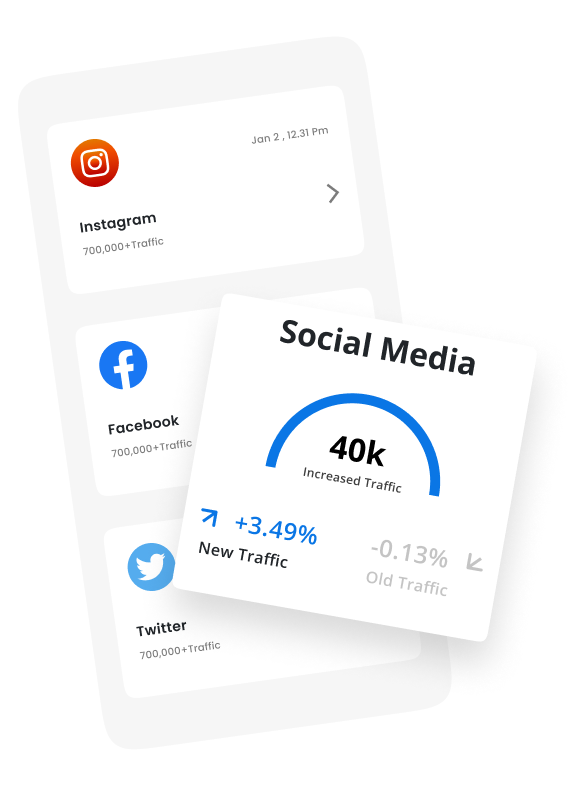 Jan 2 , 12.31 Pm
Instagram
700,000+Traffic
Facebook
700,000+Traffic
Twitter
700,000+Traffic
Social Media
40k
Increased Traffic
+3.49%
New Traffic
-0.13%
Old Traffic